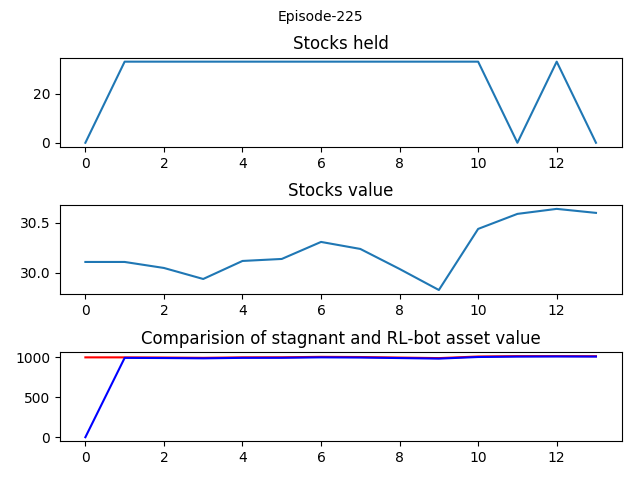 Episode-225
Stocks held
20
0
0 2 4 6 8 10 12
Stocks value
30.5
30.0
0 2 4 6 8 10 12
Comparision of stagnant and RL-bot asset value
1000
500
0
0 2 4 6 8 10 12